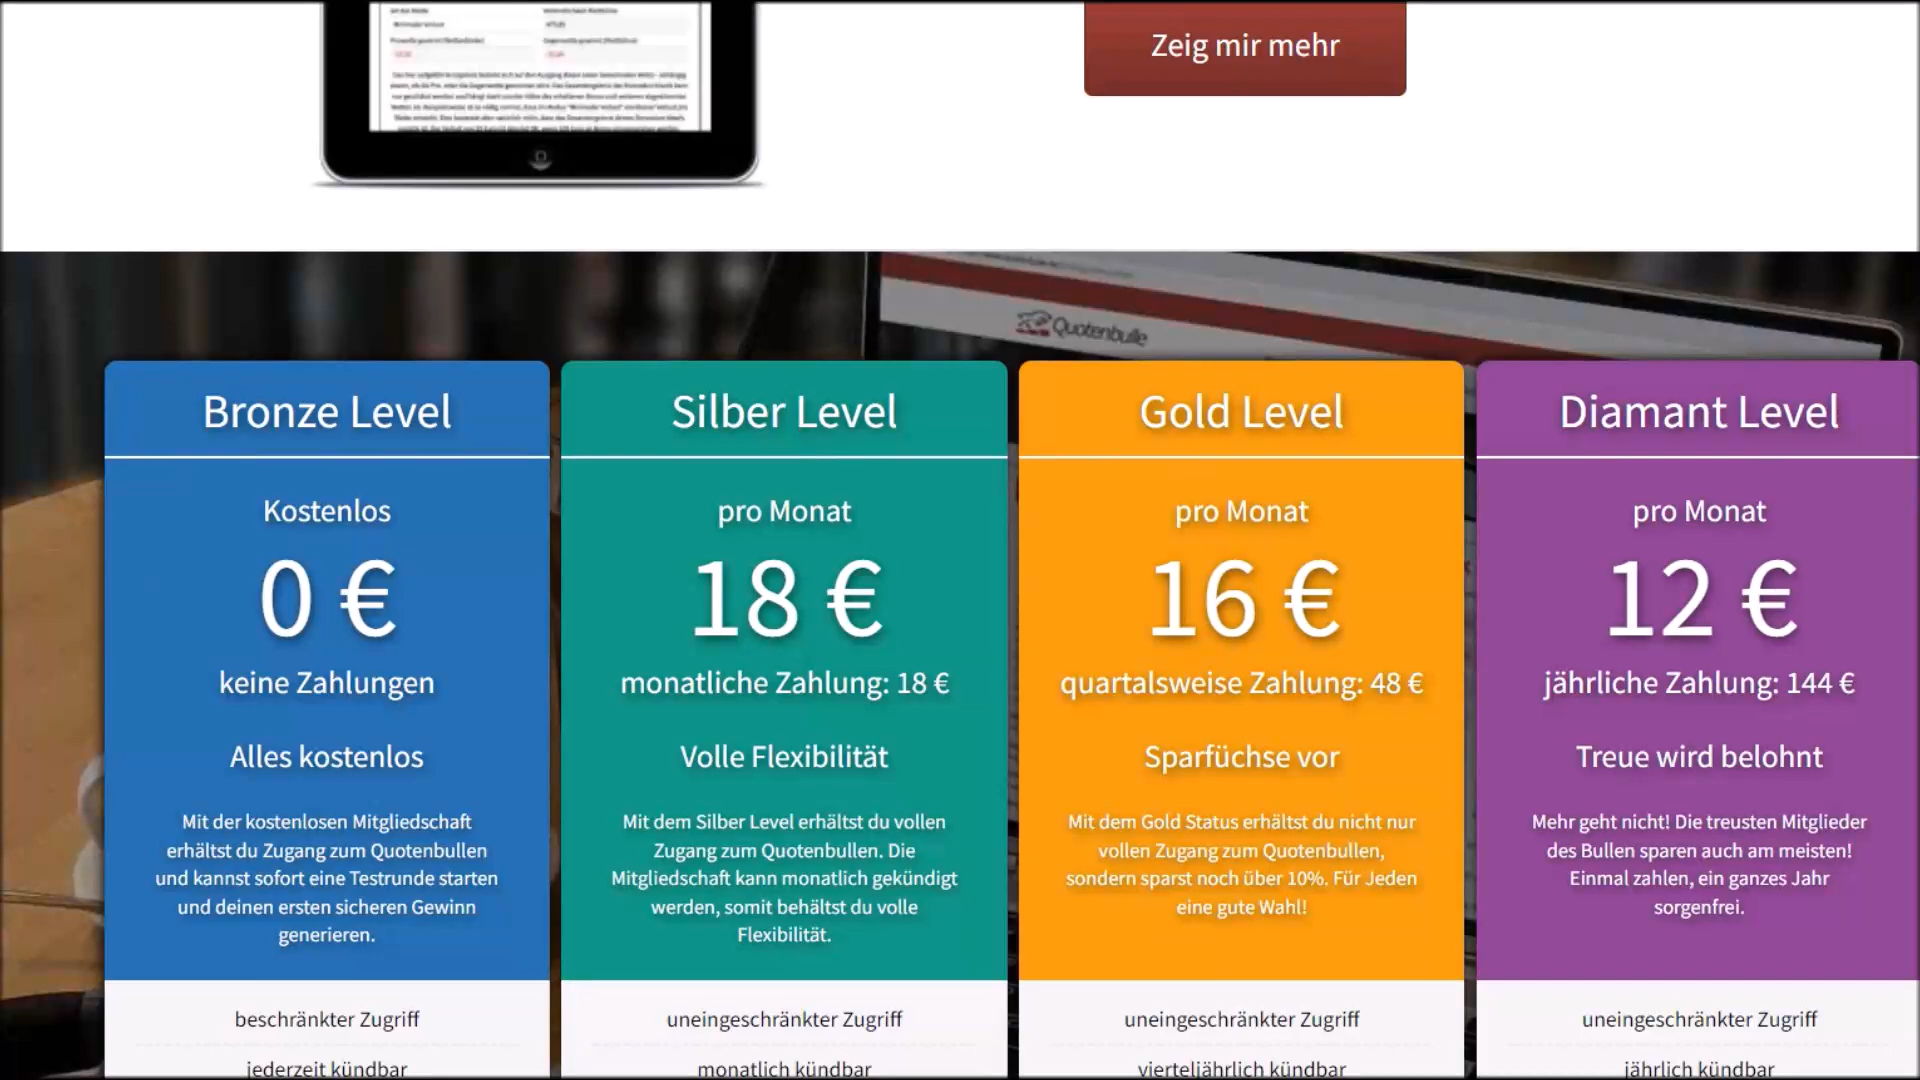 Zeig mir mehr
Quotenbulle
Bronze Level
Kostenlos
0 €
keine Zahlungen
Alles kostenlos
Mit der kostenlosen Mitgliedschaft
erhältst du Zugang zum Quotenbullen
und kannst sofort eine Testrunde starten
und deinen ersten sicheren Gewinn
generieren.
beschränkter Zugriff
jederzeit kündbar
Silber Level
pro Monat
18 €
monatliche Zahlung: 18 €
Volle Flexibilität
Mit dem Silber Level erhältst du vollen
Zugang zum Quotenbullen. Die
Mitgliedschaft kann monatlich gekündigt
werden, somit behältst du volle
Flexibilität.
uneingeschränkter Zugriff
monatlich kündbar
Gold Level
pro Monat
16 €
quartalsweise Zahlung: 48 €
Sparfüchse vor
Mit dem Gold Status erhältst du nicht nur
vollen Zugang zum Quotenbullen,
sondern sparst noch über 10%. Für Jeden
eine gute Wahl!
uneingeschränkter Zugriff
vierteljährlich kündbar
Diamant Level
pro Monat
12 €
jährliche Zahlung: 144 €
Treue wird belohnt
Mehr geht nicht! Die treusten Mitglieder
des Bullen sparen auch am meisten!
Einmal zahlen, ein ganzes Jahr
sorgenfrei.
uneingeschränkter Zugriff
jährlich kündbar